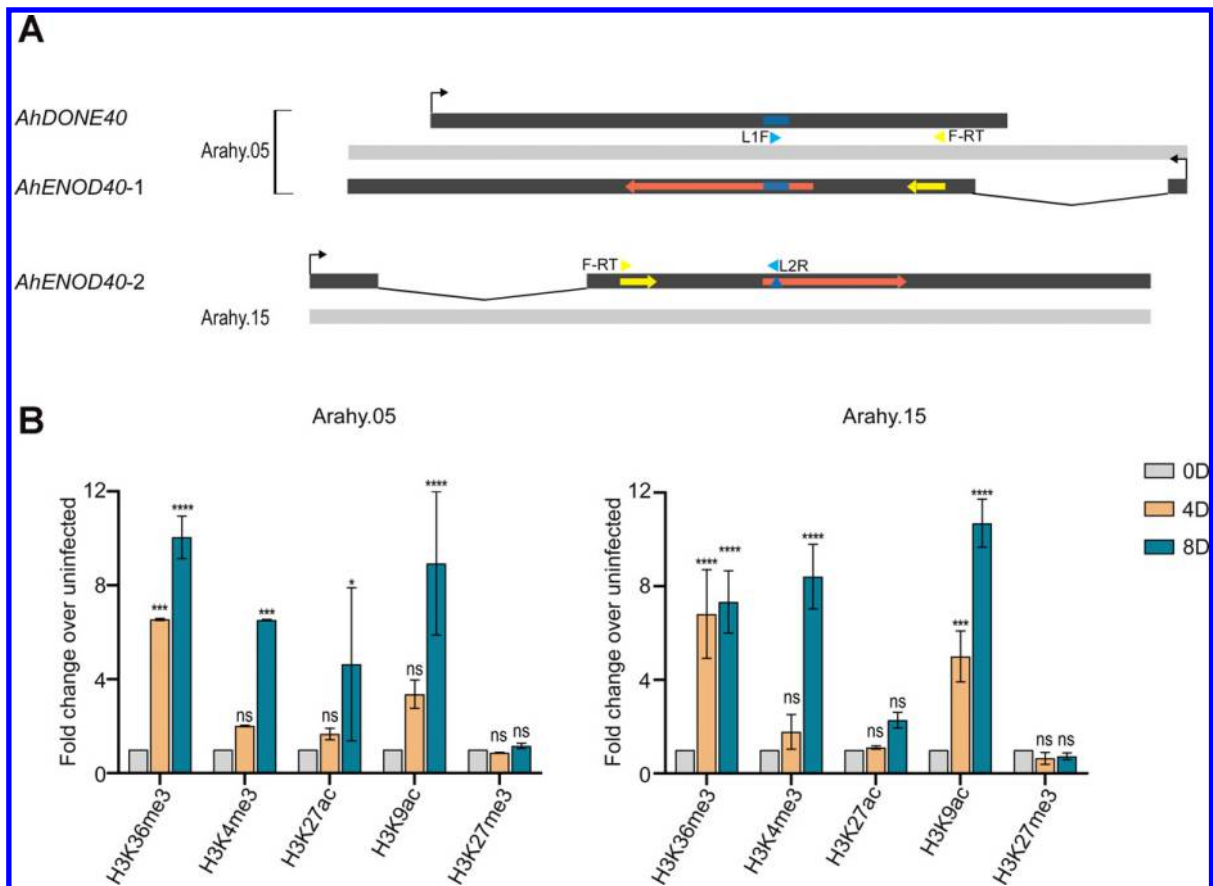 A
AhDONE40
L1F
F-RT
Arahy.05
AhENOD40-1
F-RT
L2R
AhENOD40-2
Arahy.15
B
Arahy.05
Arahy.15
0D
4D
8D
Fold change over uninfected
12
8
4
0
***
****
ns
***
ns
*
ns
****
ns
ns
H3K36me3
H3K4me3
H3K27ac
H3K9ac
H3K27me3
Fold change over uninfected
12
8
4
0
****
****
ns
****
ns
ns
***
****
ns
ns
H3K36me3
H3K4me3
H3K27ac
H3K9ac
H3K27me3